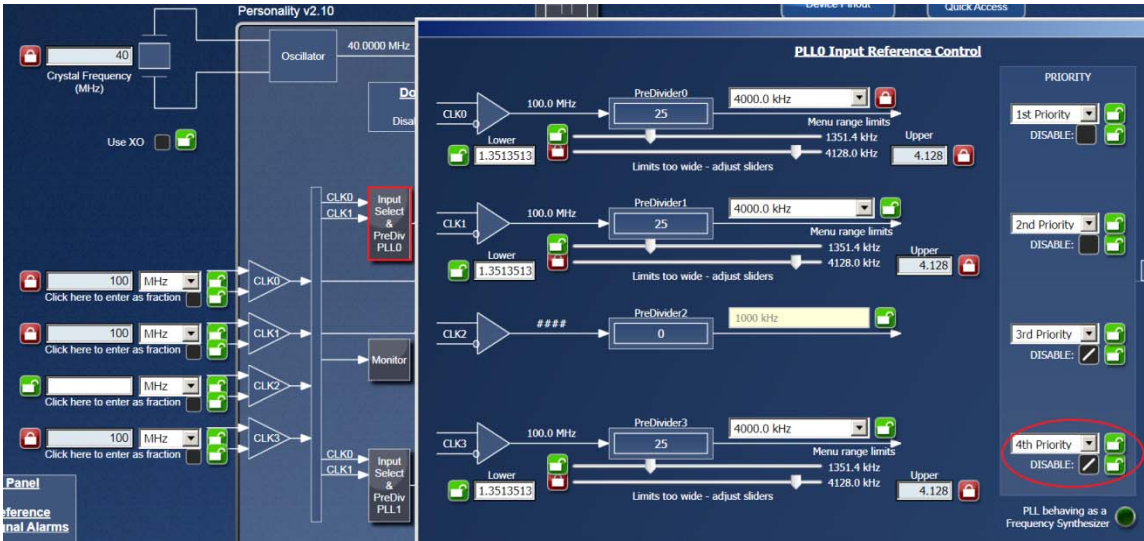 Personality v2.10
Device Pinout
Quick Access
40
Crystal Frequency
(MHz)
Oscillator
40.0000 MHz
Do
Disa
Use XO
CLK0
CLK1
Input
Select
&
PreDiv
PLL0
100
MHz
Click here to enter as fraction
CLK0
100
MHz
Click here to enter as fraction
CLK1
Monitor
MHz
Click here to enter as fraction
CLK2
100
MHz
Click here to enter as fraction
CLK3
CLK0
CLK1
Input
Select
&
PreDiv
PLL1
Panel
eference
gnal Alarms
PLL0 Input Reference Control
CLK0
100.0 MHz
PreDivider0
25
4000.0 kHz
Menu range limits
Lower
1.3513513
1351.4 kHz
4128.0 kHz
Upper
4.128
Limits too wide - adjust sliders
CLK1
100.0 MHz
PreDivider1
25
4000.0 kHz
Menu range limits
Lower
1.3513513
1351.4 kHz
4128.0 kHz
Upper
4.128
Limits too wide - adjust sliders
CLK2
####
PreDivider2
0
1000 kHz
CLK3
100.0 MHz
PreDivider3
25
4000.0 kHz
Menu range limits
Lower
1.3513513
1351.4 kHz
4128.0 kHz
Upper
4.128
Limits too wide - adjust sliders
PRIORITY
1st Priority
DISABLE:
2nd Priority
DISABLE:
3rd Priority
DISABLE:
4th Priority
DISABLE:
PLL behaving as a
Frequency Synthesizer